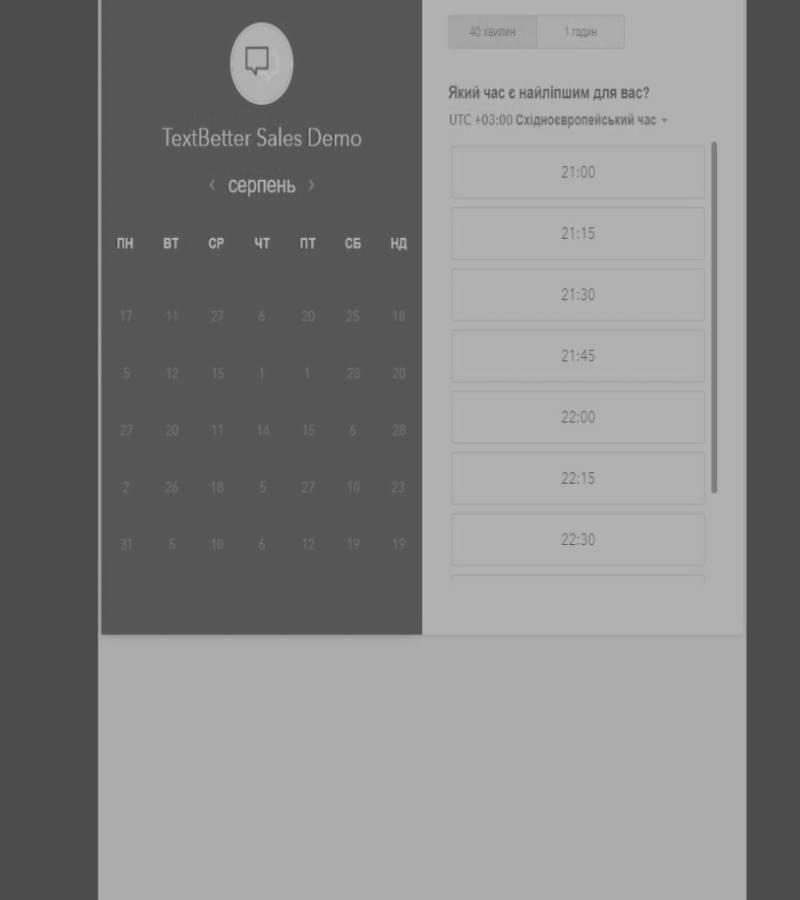 TextBetter Sales Demo
серпень
ПН ВТ СР ЧТ ПТ СБ НД
17 11 27 6 20 25 18
5 12 15 1 1 28 20
27 20 11 14 15 6 28
2 26 18 5 27 10 23
31 5 10 6 12 19 19
40 хвилин 1 годин
Який час є найліпшим для вас?
UTC +03:00 Східноєвропейський час
21:00
21:15
21:30
21:45
22:00
22:15
22:30